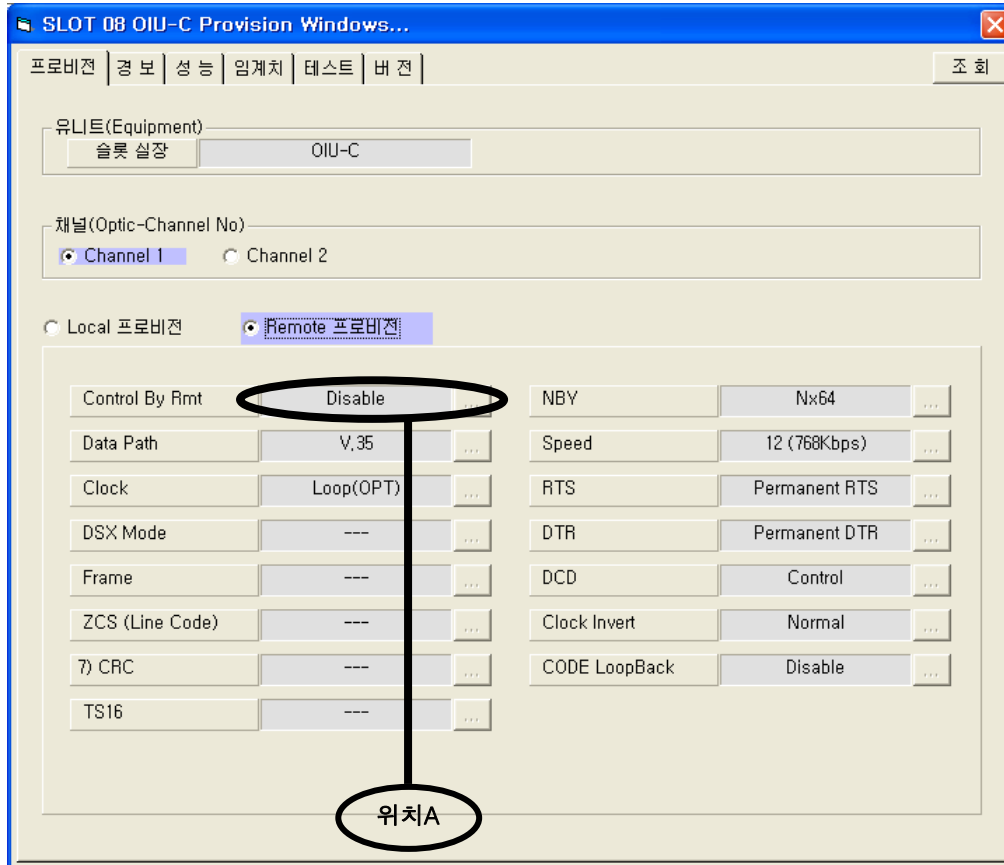 SLOT 08 OIU-C Provision Windows...
프로비젼 경 보 성 능 임계치 테스트 버 젼 조 회
유니트(Equipment)
슬롯 실장 OIU-C
채널(Optic-Channel No)
Channel 1 Channel 2
Local 프로비젼 Remote 프로비젼
Control By Rmt Disable ... NBY Nx64 ...
Data Path V.35 ... Speed 12 (768Kbps) ...
Clock Loop(OPT) ... RTS Permanent RTS ...
DSX Mode --- ... DTR Permanent DTR ...
Frame --- ... DCD Control ...
ZCS (Line Code) --- ... Clock Invert Normal ...
7) CRC --- ... CODE LoopBack Disable ...
TS16 --- ...
위치A